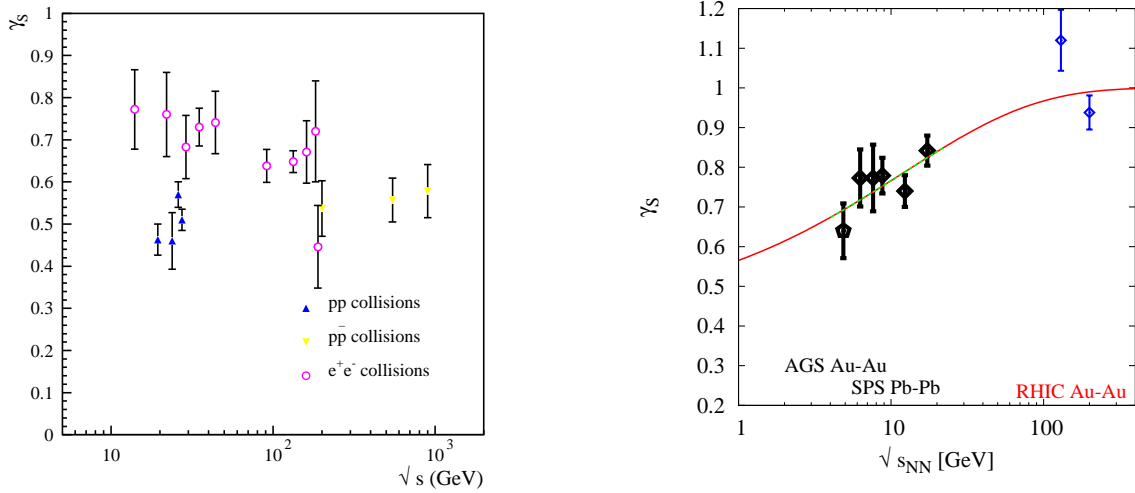 γS
1
0.9
0.8
0.7
0.6
0.5
0.4
0.3
0.2
0.1
0
10
10²
10³
√ s (GeV)
pp collisions
pp̅ collisions
e⁺e⁻ collisions
γS
1.2
1.1
1
0.9
0.8
0.7
0.6
0.5
0.4
0.3
0.2
1
10
100
√ sNN [GeV]
AGS Au-Au
SPS Pb-Pb
RHIC Au-Au